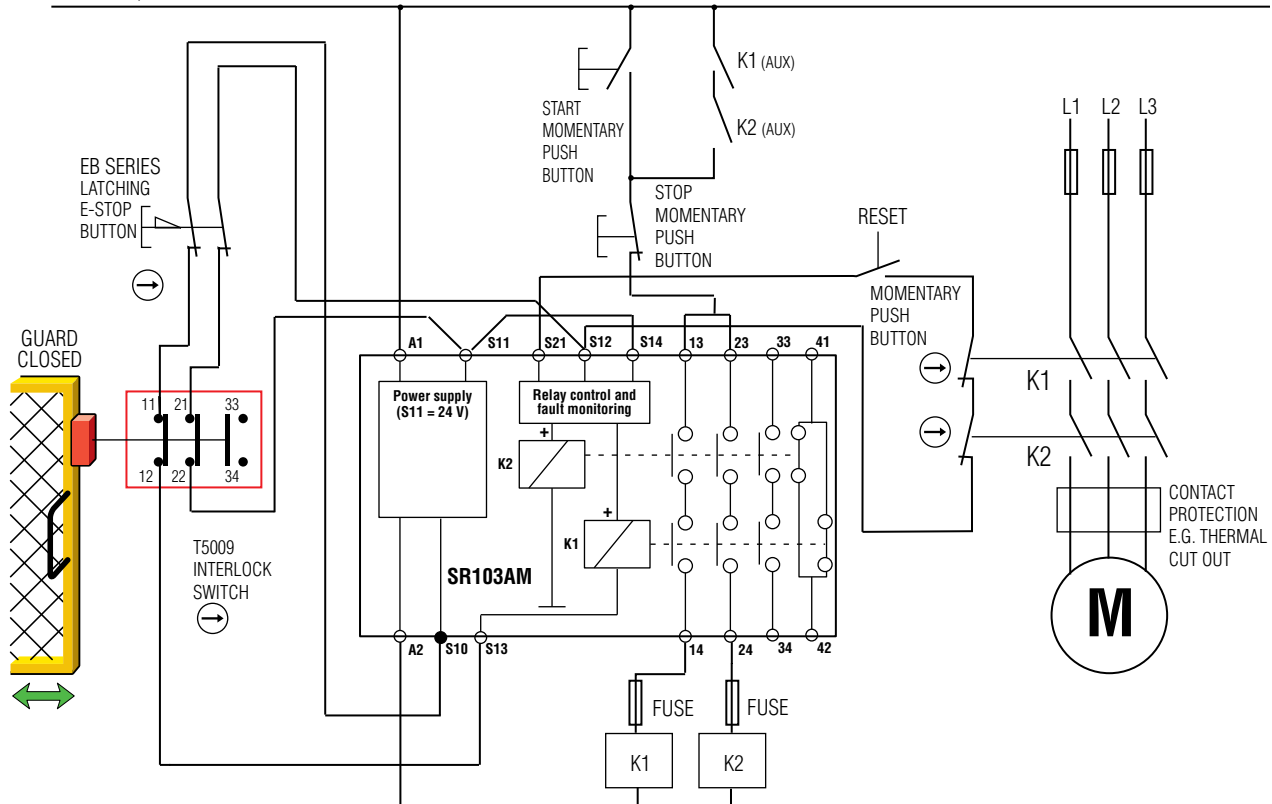 K1 (AUX)
K2 (AUX)
START
MOMENTARY
PUSH
BUTTON
L1 L2 L3
EB SERIES
LATCHING
E-STOP
BUTTON
STOP
MOMENTARY
PUSH
BUTTON
RESET
MOMENTARY
PUSH
BUTTON
GUARD
CLOSED
A1 S11 S21 S12 S14 13 23 33 41
Power supply
(S11 = 24 V)
Relay control and
fault monitoring
K1
11 21 33
+
K2
K2
12 22 34
+
K1
CONTACT
PROTECTION
E.G. THERMAL
CUT OUT
T5009
INTERLOCK
SWITCH
SR103AM
M
A2 S10 S13 14 24 34 42
FUSE FUSE
K1 K2